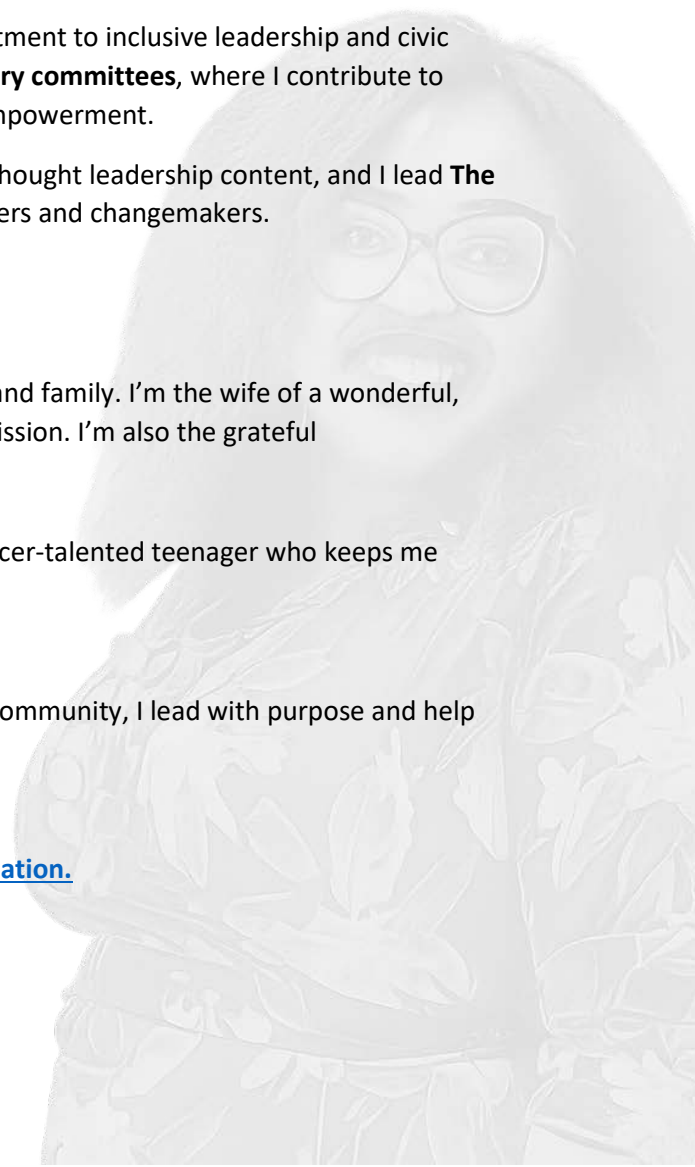 tment to inclusive leadership and civic
ry committees, where I contribute to
mpowerment.
hought leadership content, and I lead The
ers and changemakers.
and family. I’m the wife of a wonderful,
ission. I’m also the grateful
cer-talented teenager who keeps me
ommunity, I lead with purpose and help
ation.